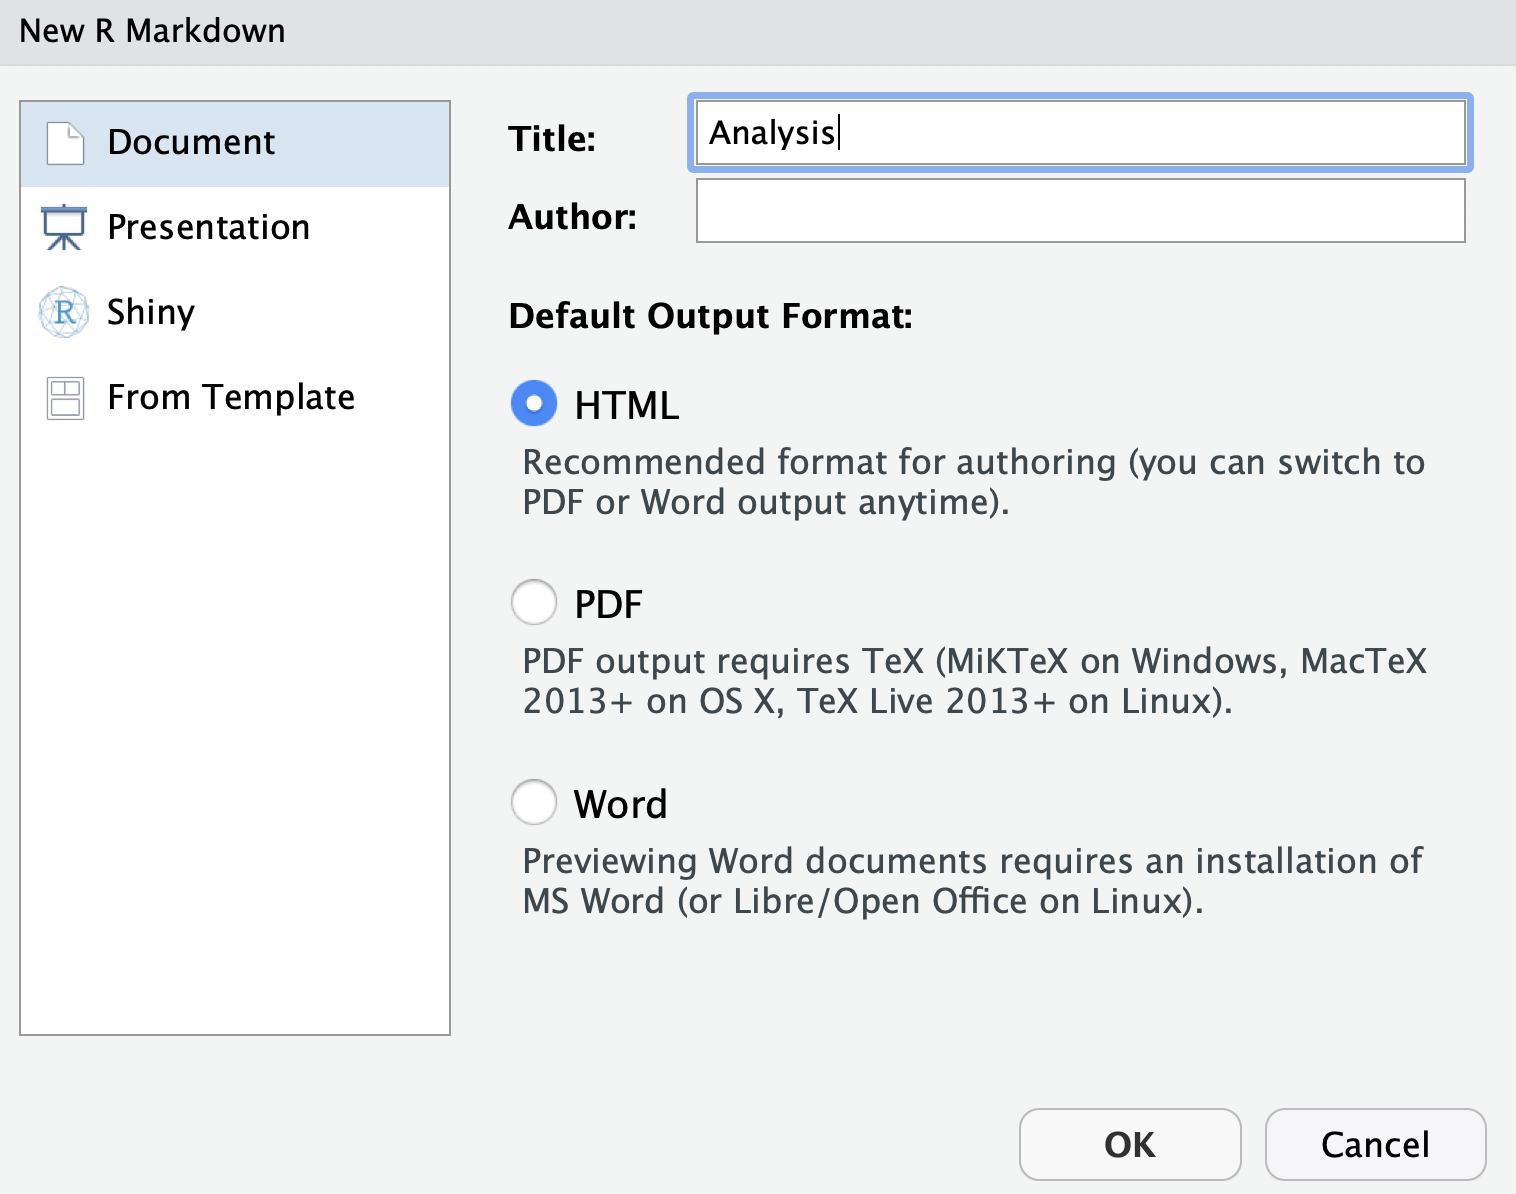 New R Markdown
Document
Presentation
Shiny
From Template
Title: Analysis
Author:
Default Output Format:
HTML
Recommended format for authoring (you can switch to
PDF or Word output anytime).
PDF
PDF output requires TeX (MiKTeX on Windows, MacTeX
2013+ on OS X, TeX Live 2013+ on Linux).
Word
Previewing Word documents requires an installation of
MS Word (or Libre/Open Office on Linux).
OK Cancel